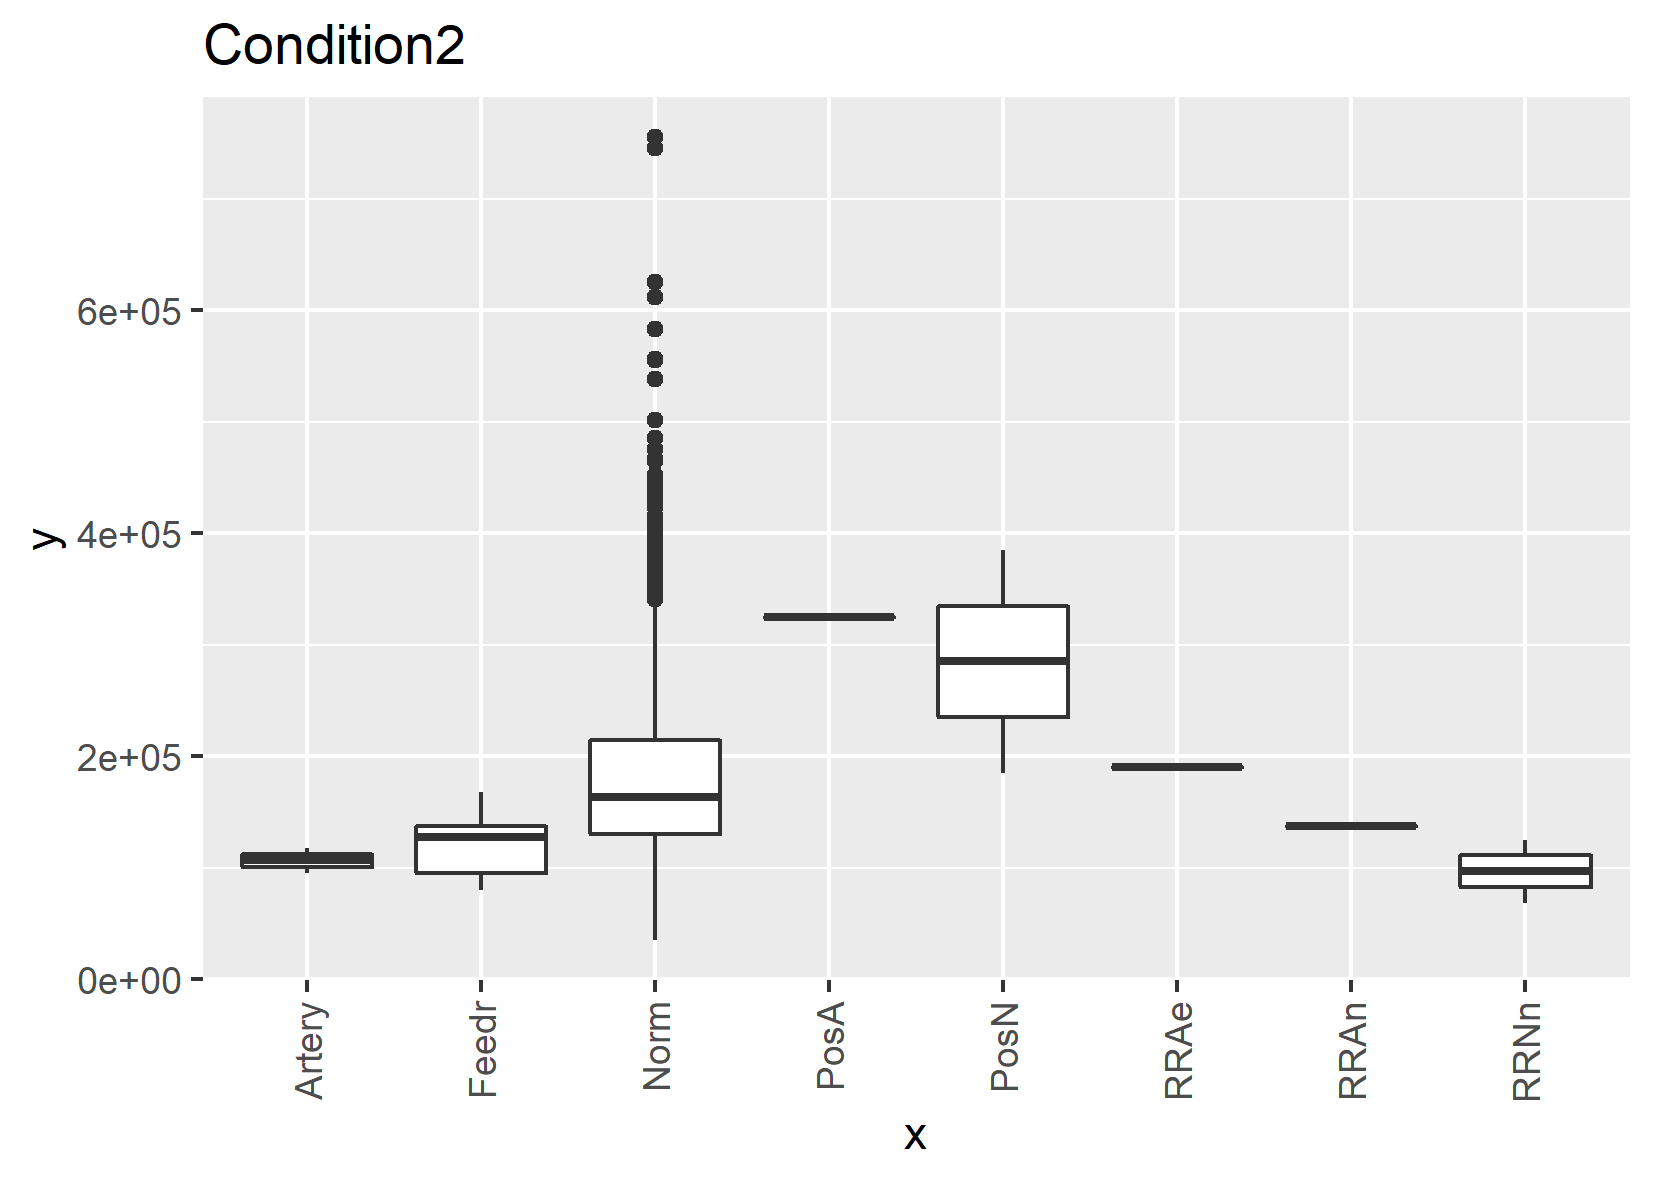 Condition2
y
6e+05
4e+05
2e+05
0e+00
Artery
Feedr
Norm
PosA
PosN
RRAe
RRAn
RRNn
x